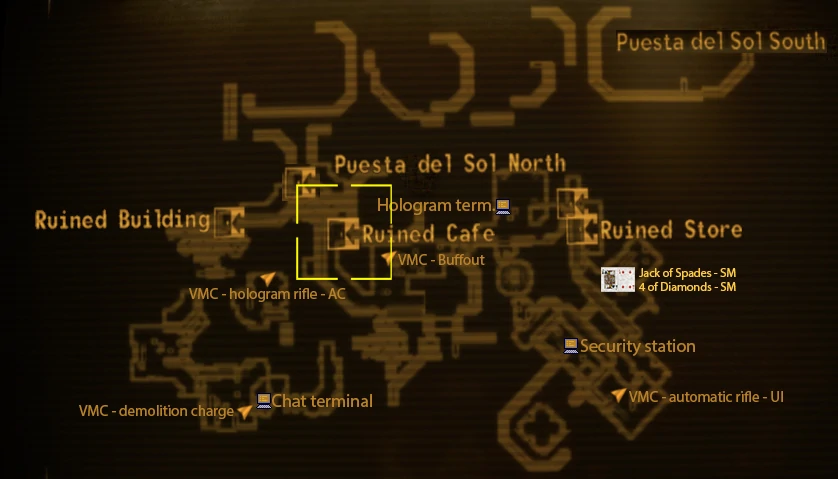 Puesta del Sol South
Puesta del Sol North
Hologram term.
Ruined Building
Ruined Cafe
Ruined Store
VMC - Buffout
Jack of Spades - SM
4 of Diamonds - SM
VMC - hologram rifle - AC
Security station
VMC - automatic rifle - UI
Chat terminal
VMC - demolition charge